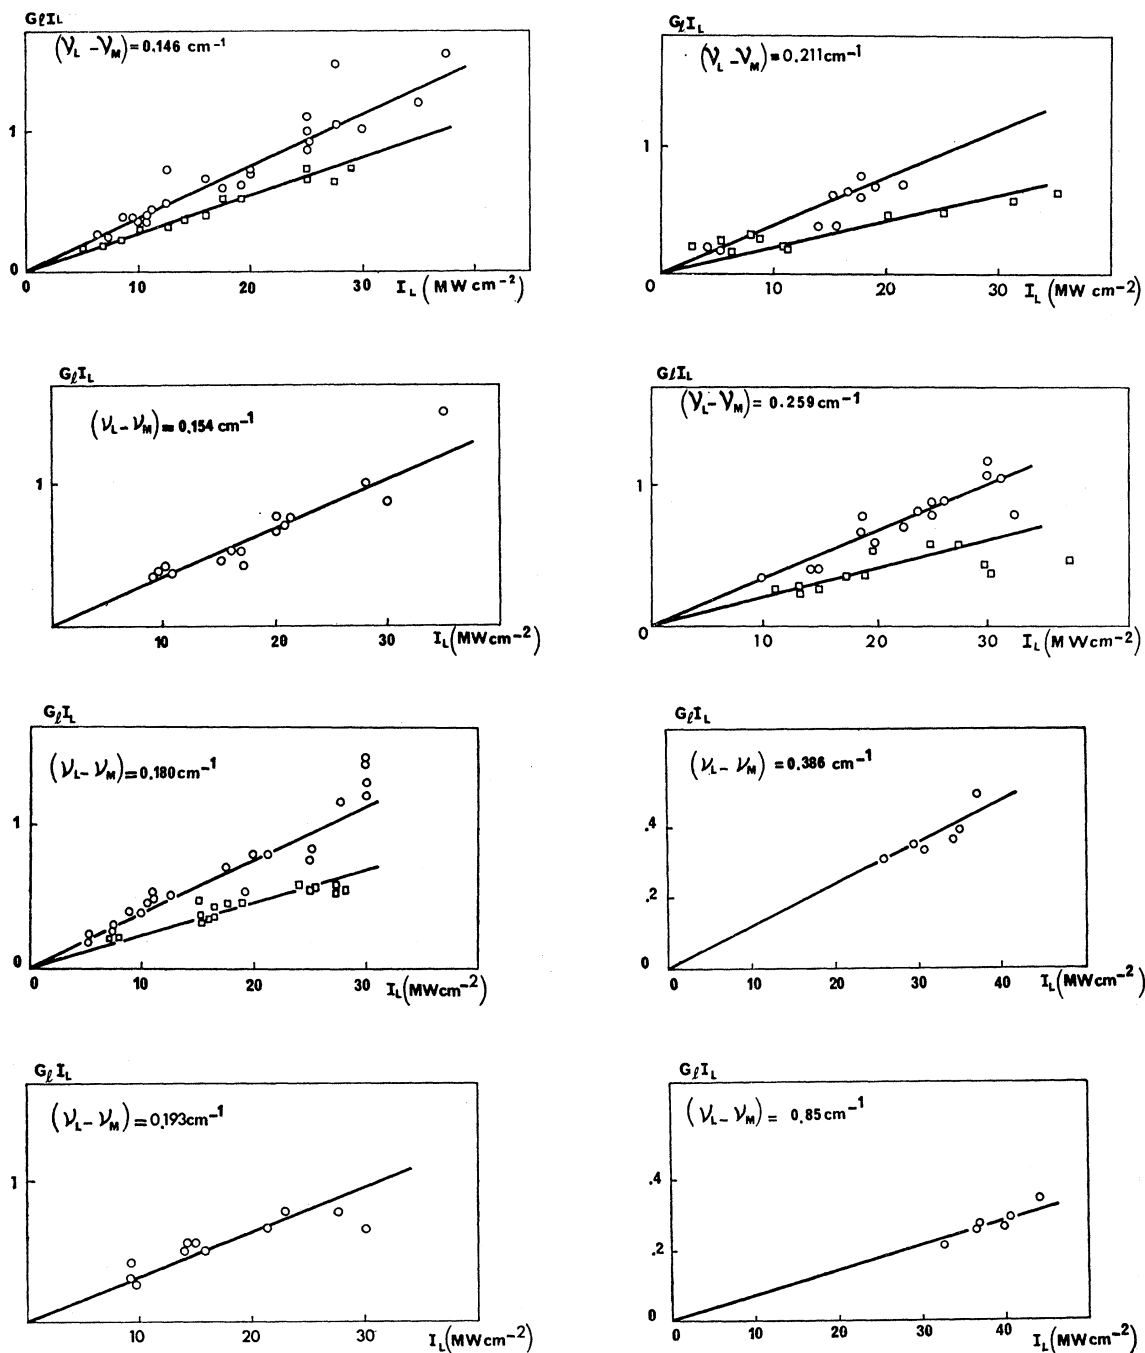 GℓIL
(νL − νM) = 0.146 cm⁻¹
1
0
0 10 20 30 IL (MW cm⁻²)
GℓIL
(νL − νM) = 0.211 cm⁻¹
1
0
0 10 20 30 IL (MW cm⁻²)
GℓIL
(νL − νM) = 0.154 cm⁻¹
1
10 20 30 IL (MW cm⁻²)
GℓIL
(νL − νM) = 0.259 cm⁻¹
1
0
10 20 30 IL (MW cm⁻²)
GℓIL
(νL − νM) = 0.180 cm⁻¹
1
0
0 10 20 30 IL (MW cm⁻²)
GℓIL
(νL − νM) = 0.386 cm⁻¹
.4
.2
0
0 10 20 30 40 IL (MW cm⁻²)
GℓIL
(νL − νM) = 0.193 cm⁻¹
1
10 20 30 IL (MW cm⁻²)
GℓIL
(νL − νM) = 0.85 cm⁻¹
.4
.2
0
0 10 20 30 40 IL (MW cm⁻²)